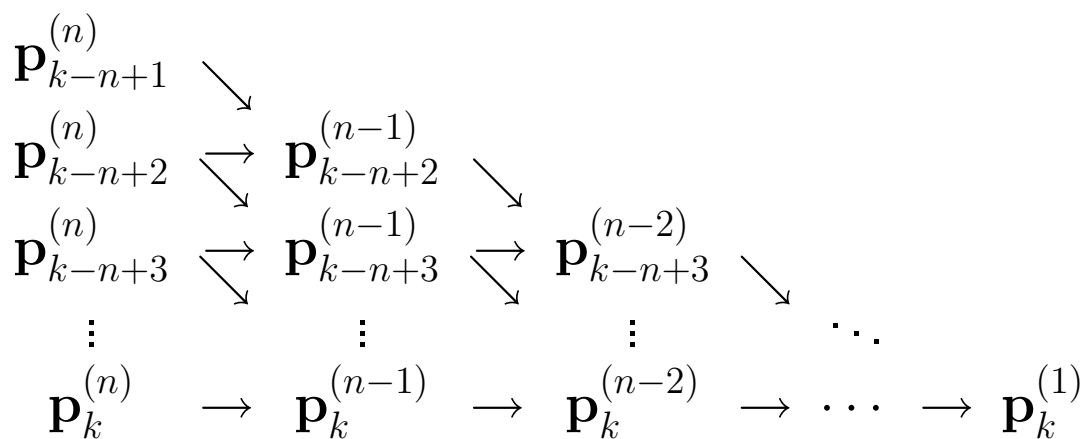 𝐩_{k−n+1}^{(n)} ↘
𝐩_{k−n+2}^{(n)} → ↘ 𝐩_{k−n+2}^{(n−1)} ↘
𝐩_{k−n+3}^{(n)} → ↘ 𝐩_{k−n+3}^{(n−1)} → ↘ 𝐩_{k−n+3}^{(n−2)} ↘
⋮ ⋮ ⋮ ⋱
𝐩_k^{(n)} → 𝐩_k^{(n−1)} → 𝐩_k^{(n−2)} → ⋯ → 𝐩_k^{(1)}